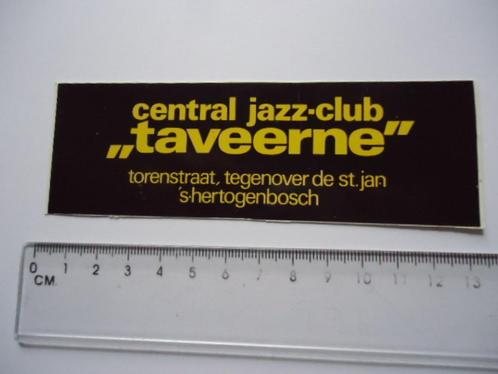 central jazz-club
„taveerne”
torenstraat, tegenover de st. jan
's-hertogenbosch
0 1 2 3 4 5 6 7 8 9 10 11 12 13
CM